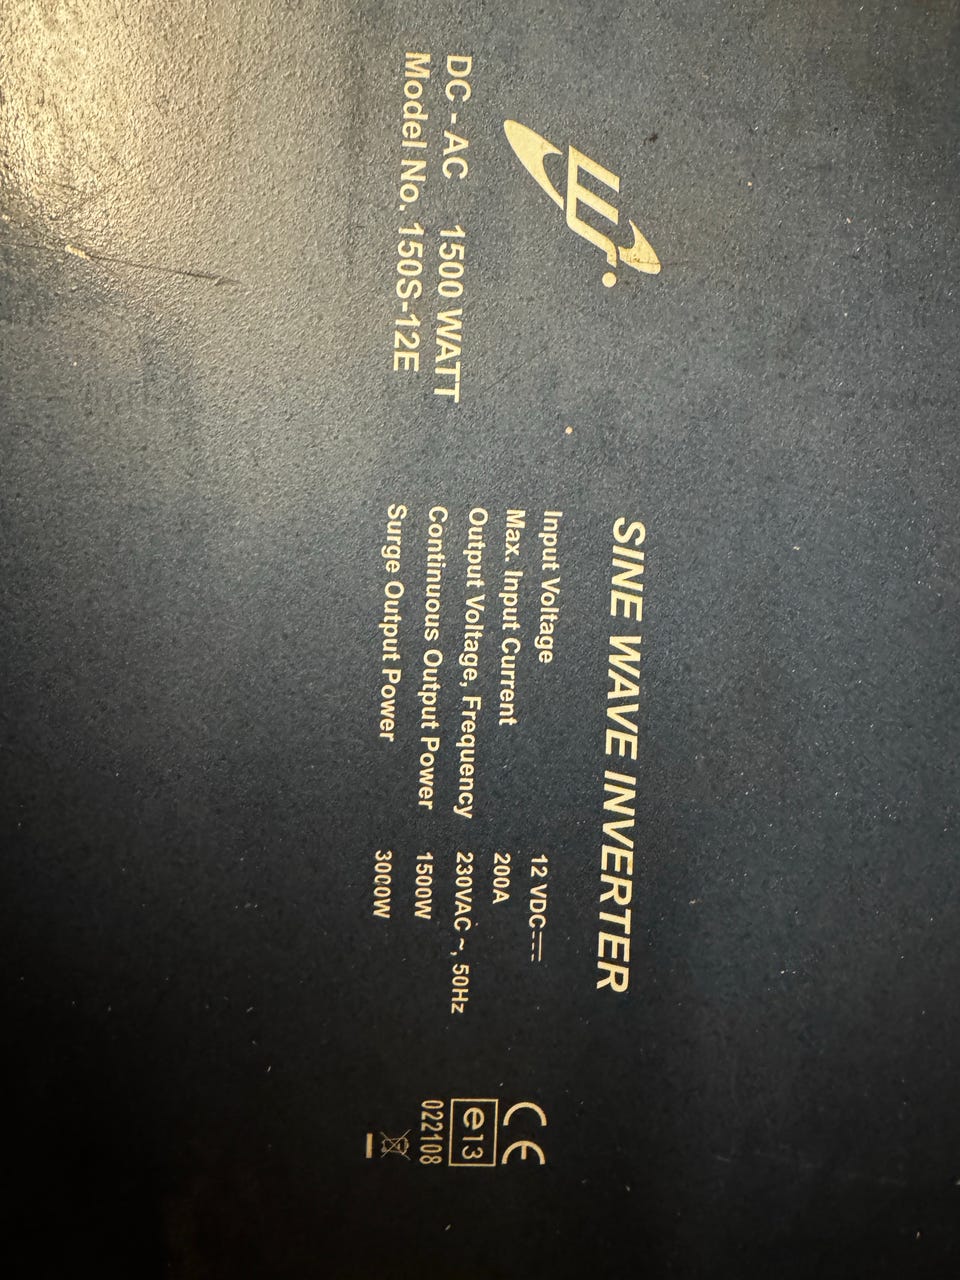 DC - AC 1500 WATT
Model No. 150S-12E
SINE WAVE INVERTER
Input Voltage 12 VDC
Max. Input Current 200A
Output Voltage, Frequency 230VAC ~, 50Hz
Continuous Output Power 1500W
Surge Output Power 3000W
CE
e13
022108